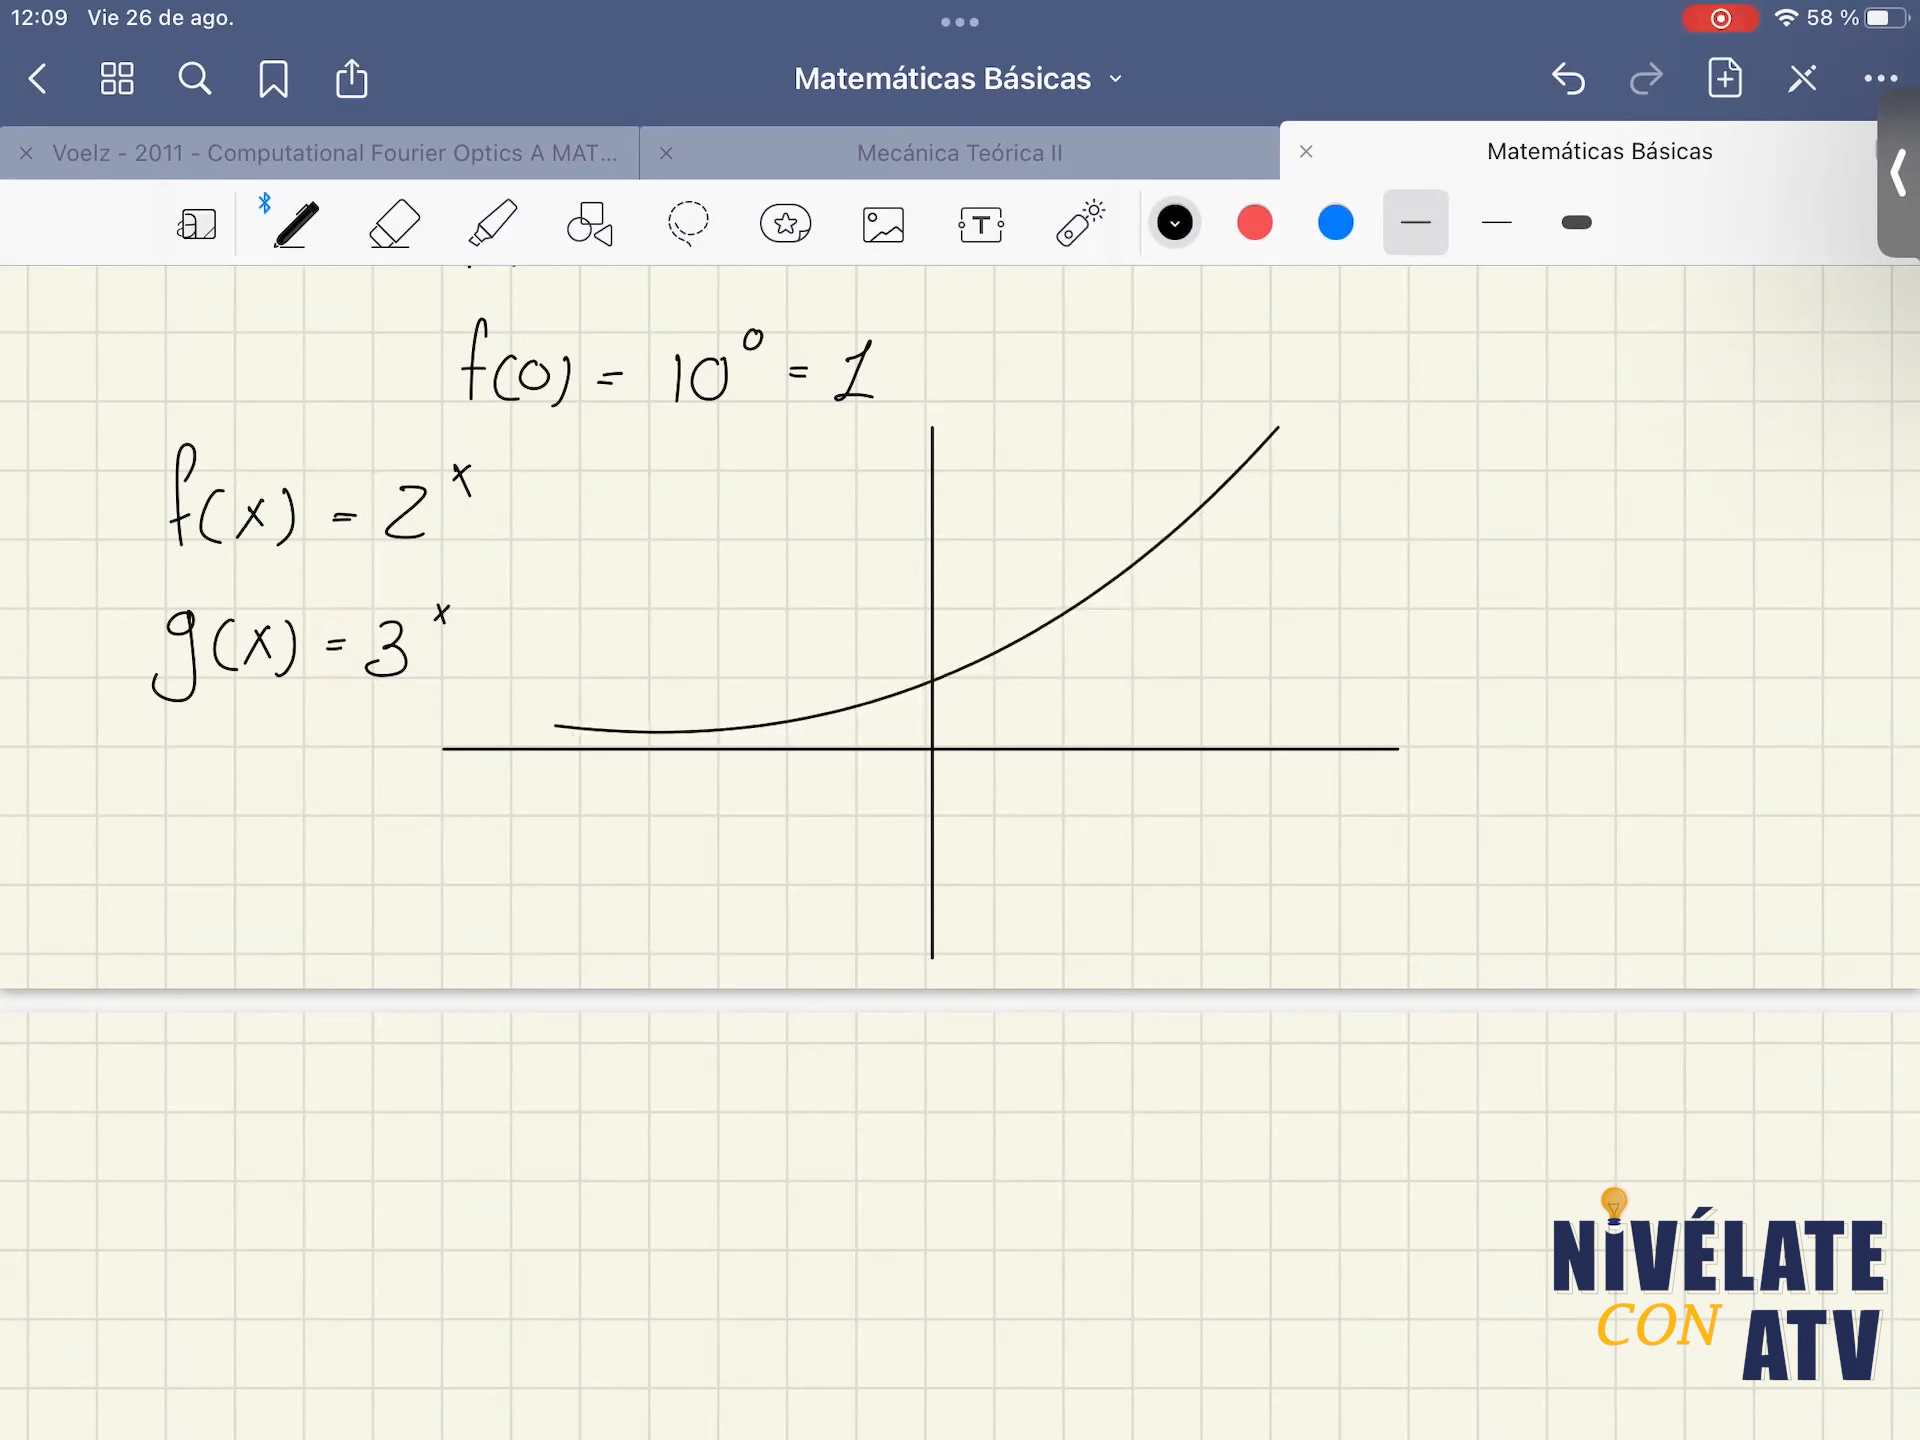 12:09 Vie 26 de ago. 58 %
Matemáticas Básicas
Voelz - 2011 - Computational Fourier Optics A MAT... Mecánica Teórica II Matemáticas Básicas
f(0) = 10⁰ = 1
f(x) = 2ˣ
g(x) = 3ˣ
NiVÉLATE
CON
ATV